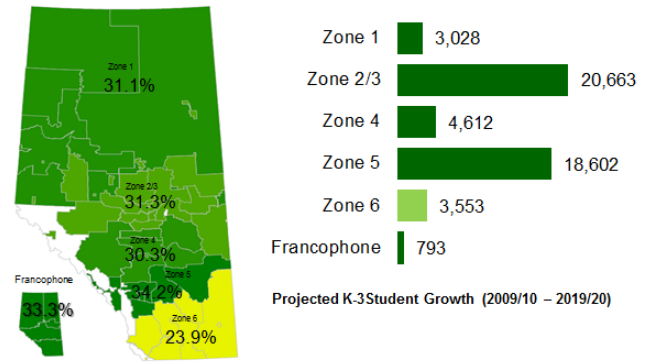 Zone 1
31.1%
Zone 2/3
31.3%
Zone 4
30.3%
Zone 5
34.2%
Zone 6
23.9%
Francophone
33.3%
Zone 1 3,028
Zone 2/3 20,663
Zone 4 4,612
Zone 5 18,602
Zone 6 3,553
Francophone 793
Projected K-3Student Growth (2009/10 – 2019/20)